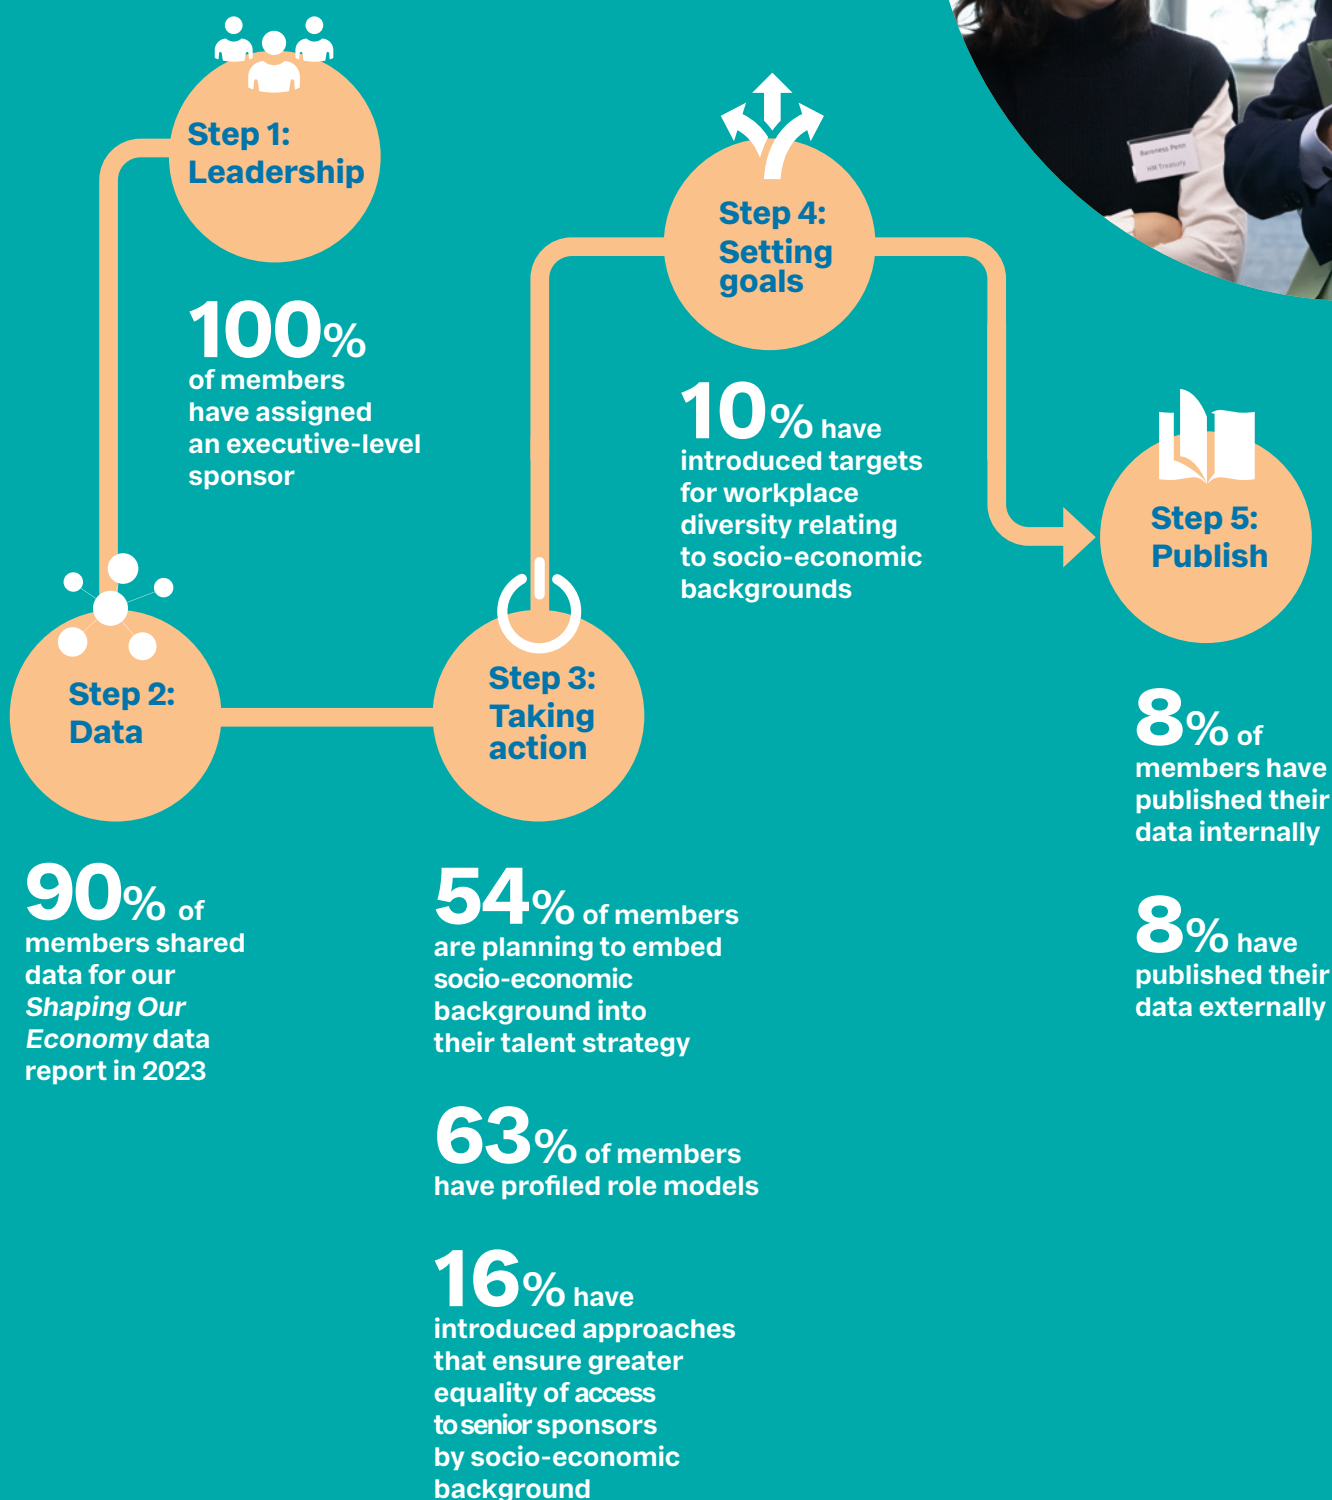 Baroness Penn
HM Treasury
Step 1:
Leadership
100%
of members
have assigned
an executive-level
sponsor
Step 2:
Data
90% of
members shared
data for our
Shaping Our
Economy data
report in 2023
Step 3:
Taking
action
54% of members
are planning to embed
socio-economic
background into
their talent strategy
63% of members
have profiled role models
16% have
introduced approaches
that ensure greater
equality of access
to senior sponsors
by socio-economic
background
Step 4:
Setting
goals
10% have
introduced targets
for workplace
diversity relating
to socio-economic
backgrounds
Step 5:
Publish
8% of
members have
published their
data internally
8% have
published their
data externally